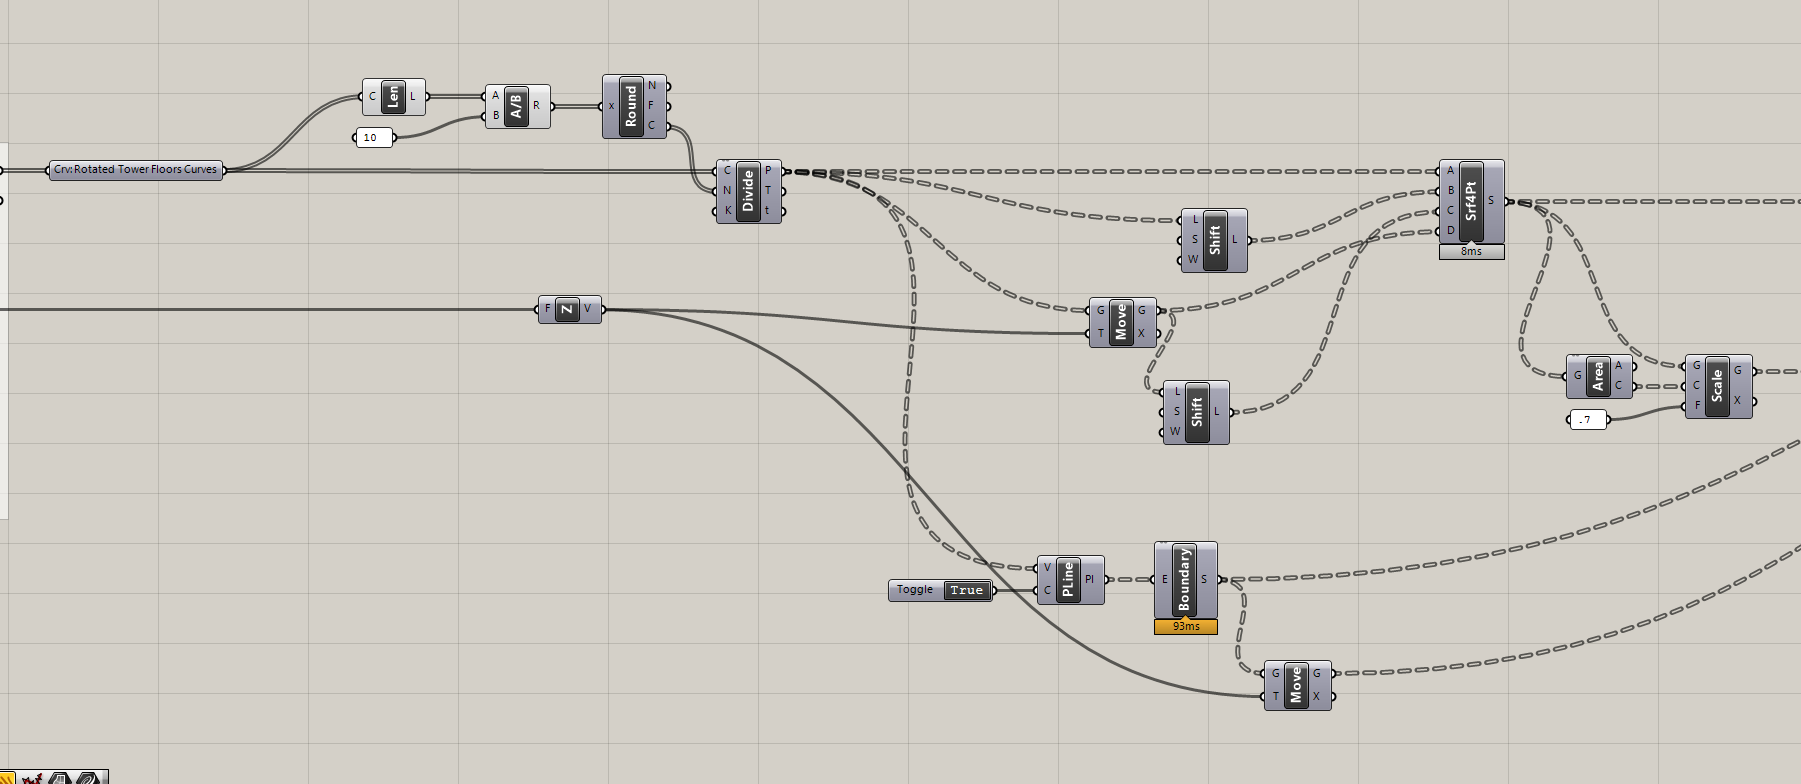 C Len L
A B A/B R
x Round N F C
10
Crv: Rotated Tower Floors Curves
C N K Divide P T t
L S W Shift L
A B C D Srf4Pt S
8ms
F Z V
G T Move G X
L S W Shift L
G Area A C
.7
G C F Scale G X
Toggle True
V C PLine Pl
E Boundary S
93ms
G T Move G X